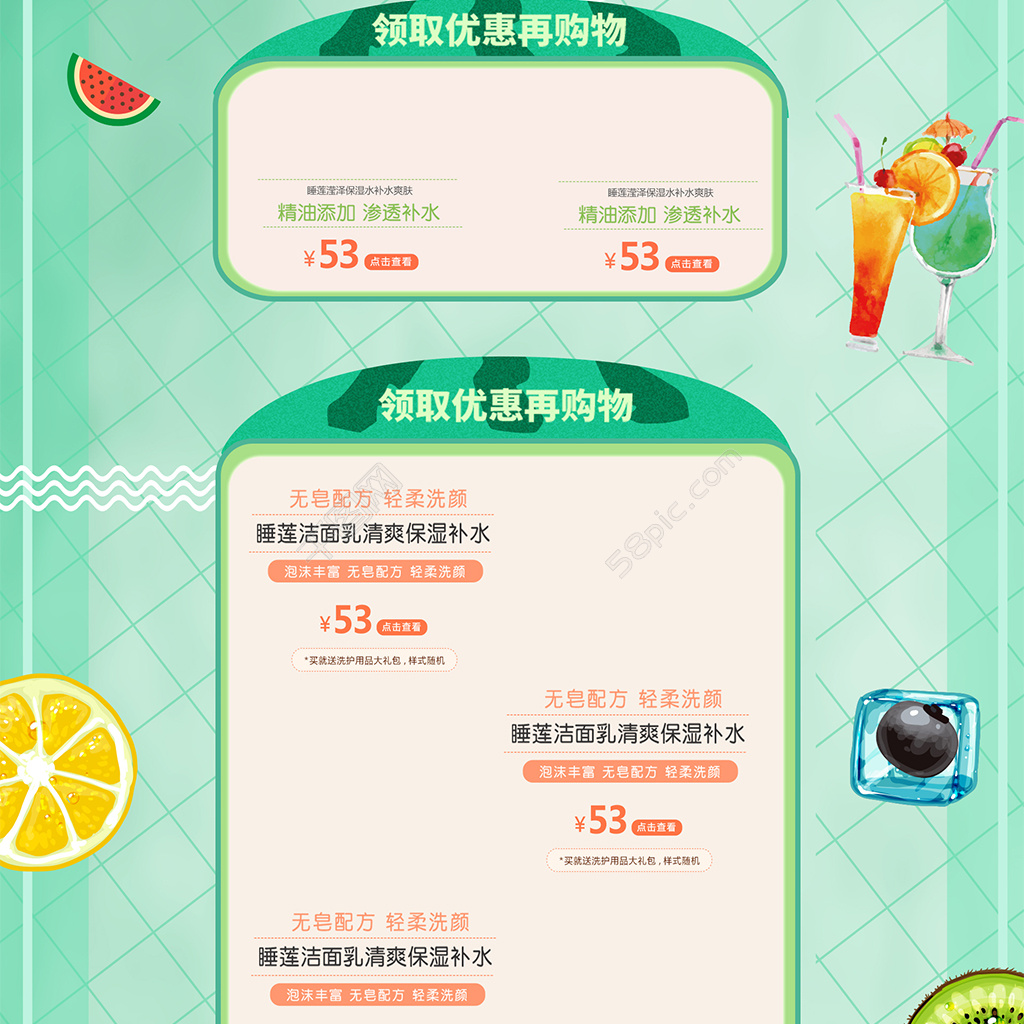 领取优惠再购物
睡莲滢泽保湿水补水爽肤
精油添加 渗透补水
¥53 点击查看
睡莲滢泽保湿水补水爽肤
精油添加 渗透补水
¥53 点击查看
领取优惠再购物
无皂配方 轻柔洗颜
睡莲洁面乳清爽保湿补水
泡沫丰富 无皂配方 轻柔洗颜
¥53 点击查看
*买就送洗护用品大礼包，样式随机
千图网
58pic.com
无皂配方 轻柔洗颜
睡莲洁面乳清爽保湿补水
泡沫丰富 无皂配方 轻柔洗颜
¥53 点击查看
*买就送洗护用品大礼包，样式随机
无皂配方 轻柔洗颜
睡莲洁面乳清爽保湿补水
泡沫丰富 无皂配方 轻柔洗颜